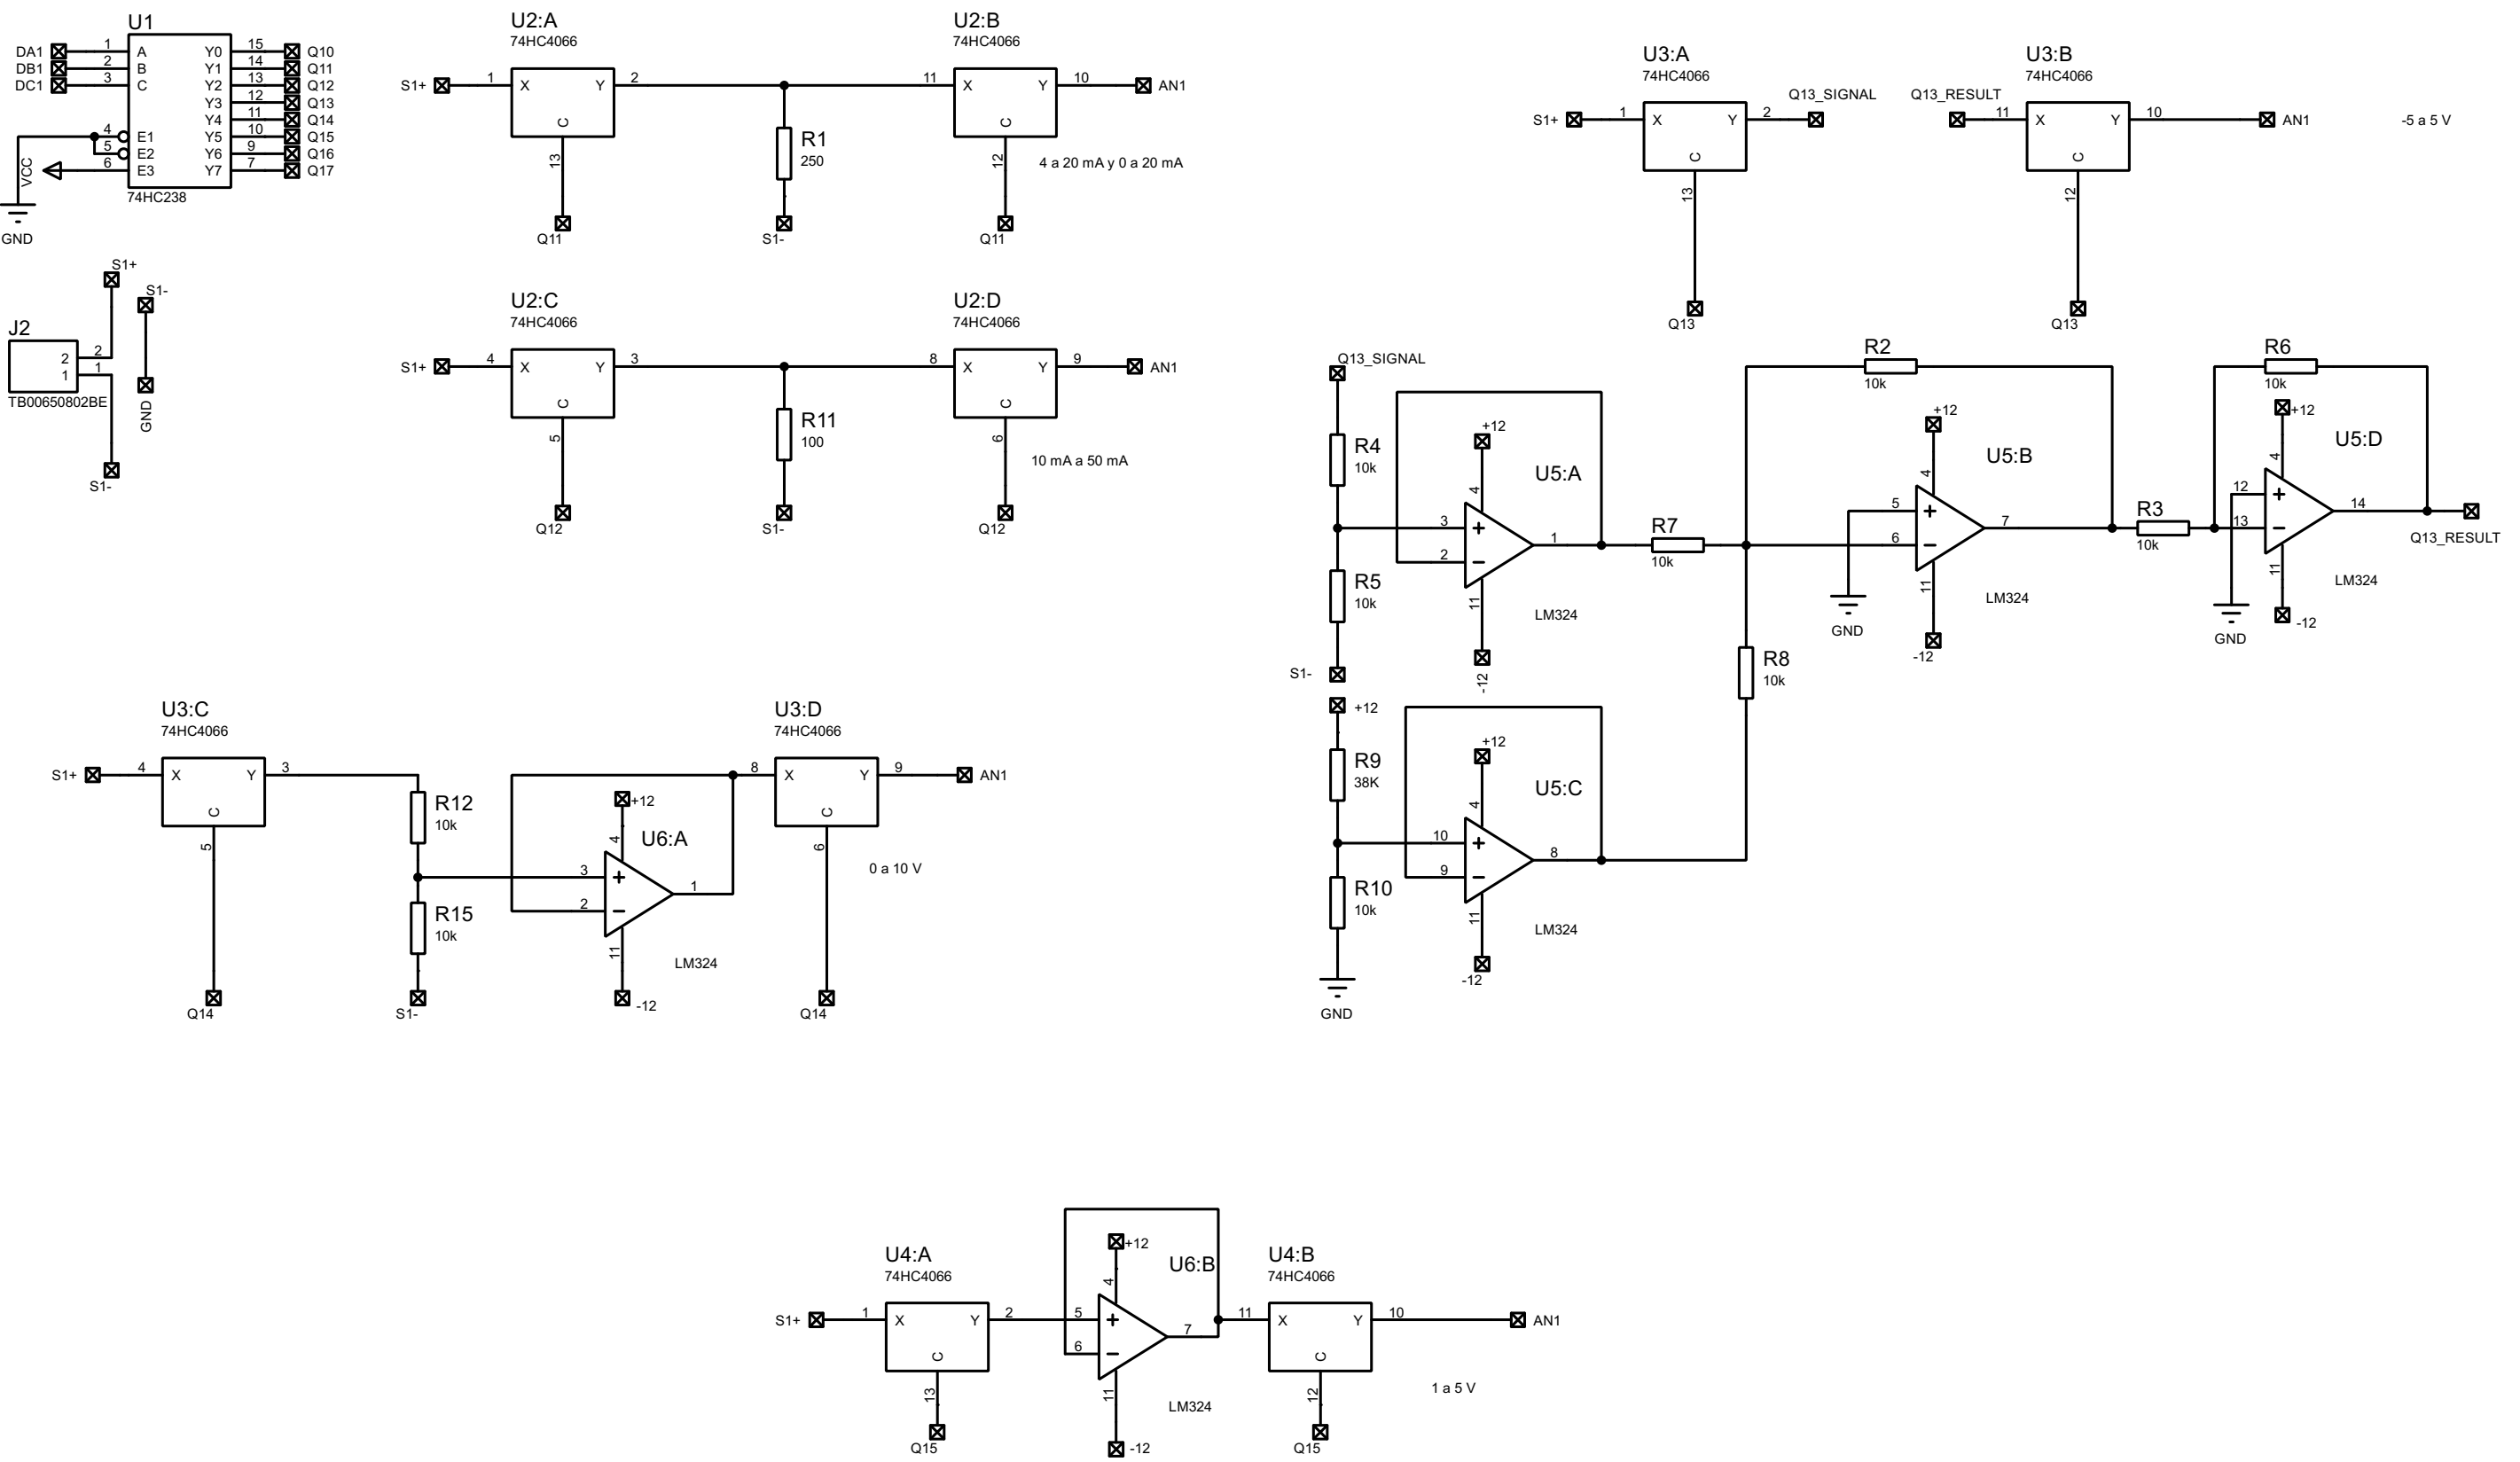 U1
DA1 1 A Y0 15 Q10
DB1 2 B Y1 14 Q11
DC1 3 C Y2 13 Q12
Y3 12 Q13
Y4 11 Q14
4 E1 Y5 10 Q15
5 E2 Y6 9 Q16
VCC 6 E3 Y7 7 Q17
74HC238
GND
S1+
S1-
J2
2 2
1 1
TB00650802BE
GND
S1-
U2:A
74HC4066
S1+ 1 X Y 2
C
13
Q11
R1
250
S1-
U2:B
74HC4066
11 X Y 10 AN1
C
12
Q11
4 a 20 mA y 0 a 20 mA
U2:C
74HC4066
S1+ 4 X Y 3
C
5
Q12
R11
100
S1-
U2:D
74HC4066
8 X Y 9 AN1
C
6
Q12
10 mA a 50 mA
U3:A
74HC4066
S1+ 1 X Y 2
Q13_SIGNAL
C
13
Q13
U3:B
74HC4066
Q13_RESULT
11 X Y 10 AN1
C
12
Q13
-5 a 5 V
Q13_SIGNAL
R4
10k
R5
10k
S1-
+12
4
U5:A
3
2
1
11
LM324
-12
R7
10k
R2
10k
+12
4
U5:B
5
6
7
11
LM324
GND
-12
R3
10k
R6
10k
+12
4
U5:D
12
13
14
11
LM324
GND
-12
Q13_RESULT
R8
10k
+12
R9
38K
R10
10k
GND
+12
4
U5:C
10
9
8
11
LM324
-12
U3:C
74HC4066
S1+ 4 X Y 3
C
5
Q14
R12
10k
R15
10k
S1-
+12
4
U6:A
3
2
1
11
LM324
-12
U3:D
74HC4066
8 X Y 9 AN1
C
6
Q14
0 a 10 V
U4:A
74HC4066
S1+ 1 X Y 2
C
13
Q15
+12
4
U6:B
5
6
7
11
LM324
-12
U4:B
74HC4066
11 X Y 10 AN1
C
12
Q15
1 a 5 V